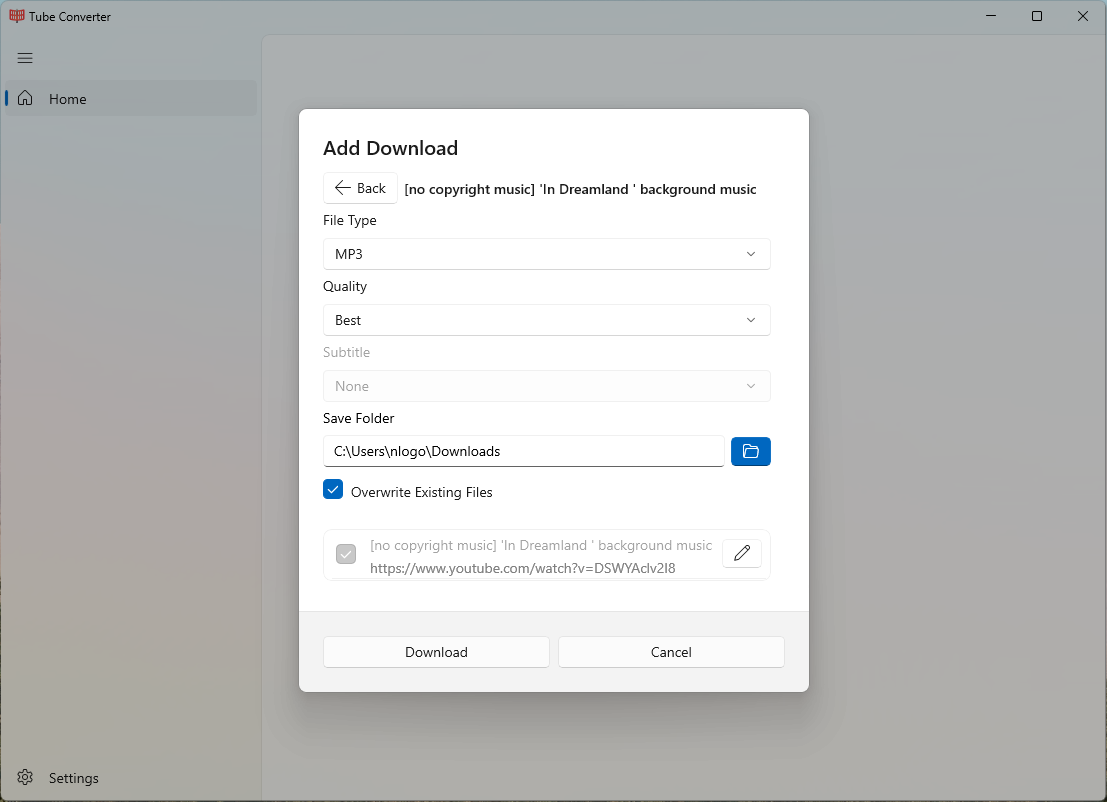 Tube Converter
Home
Add Download
Back
[no copyright music] 'In Dreamland ' background music
File Type
MP3
Quality
Best
Subtitle
None
Save Folder
C:\Users\nlogo\Downloads
Overwrite Existing Files
[no copyright music] 'In Dreamland ' background music
https://www.youtube.com/watch?v=DSWYAclv2I8
Download
Cancel
Settings